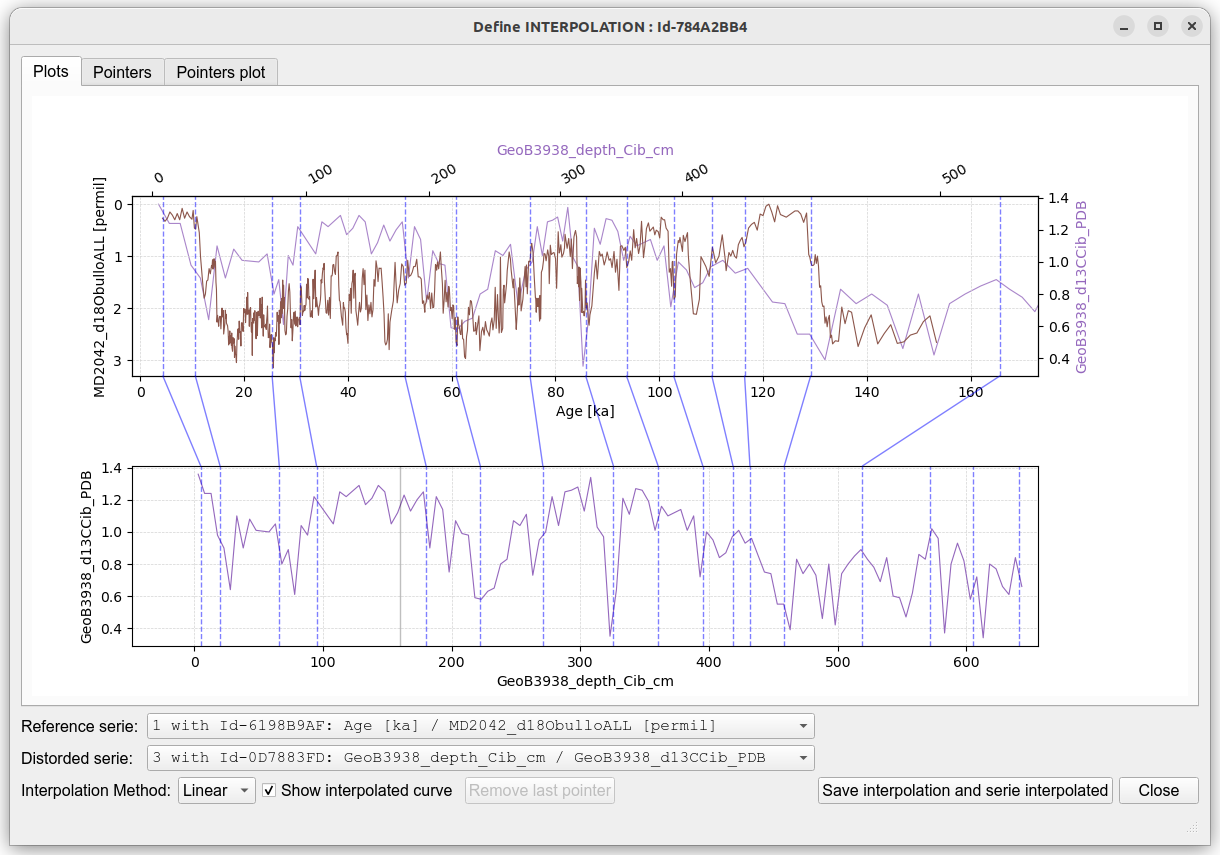 Define INTERPOLATION : Id-784A2BB4
Plots
Pointers
Pointers plot
GeoB3938_depth_Cib_cm
0 100 200 300 400 500
MD2042_d18ObulloALL [permil]
0
1
2
3
1.4
1.2
1.0
0.8
0.6
0.4
GeoB3938_d13CCib_PDB
0 20 40 60 80 100 120 140 160
Age [ka]
GeoB3938_d13CCib_PDB
1.4
1.2
1.0
0.8
0.6
0.4
0 100 200 300 400 500 600
GeoB3938_depth_Cib_cm
Reference serie: 1 with Id-6198B9AF: Age [ka] / MD2042_d18ObulloALL [permil]
Distorded serie: 3 with Id-0D7883FD: GeoB3938_depth_Cib_cm / GeoB3938_d13CCib_PDB
Interpolation Method: Linear Show interpolated curve Remove last pointer Save interpolation and serie interpolated Close